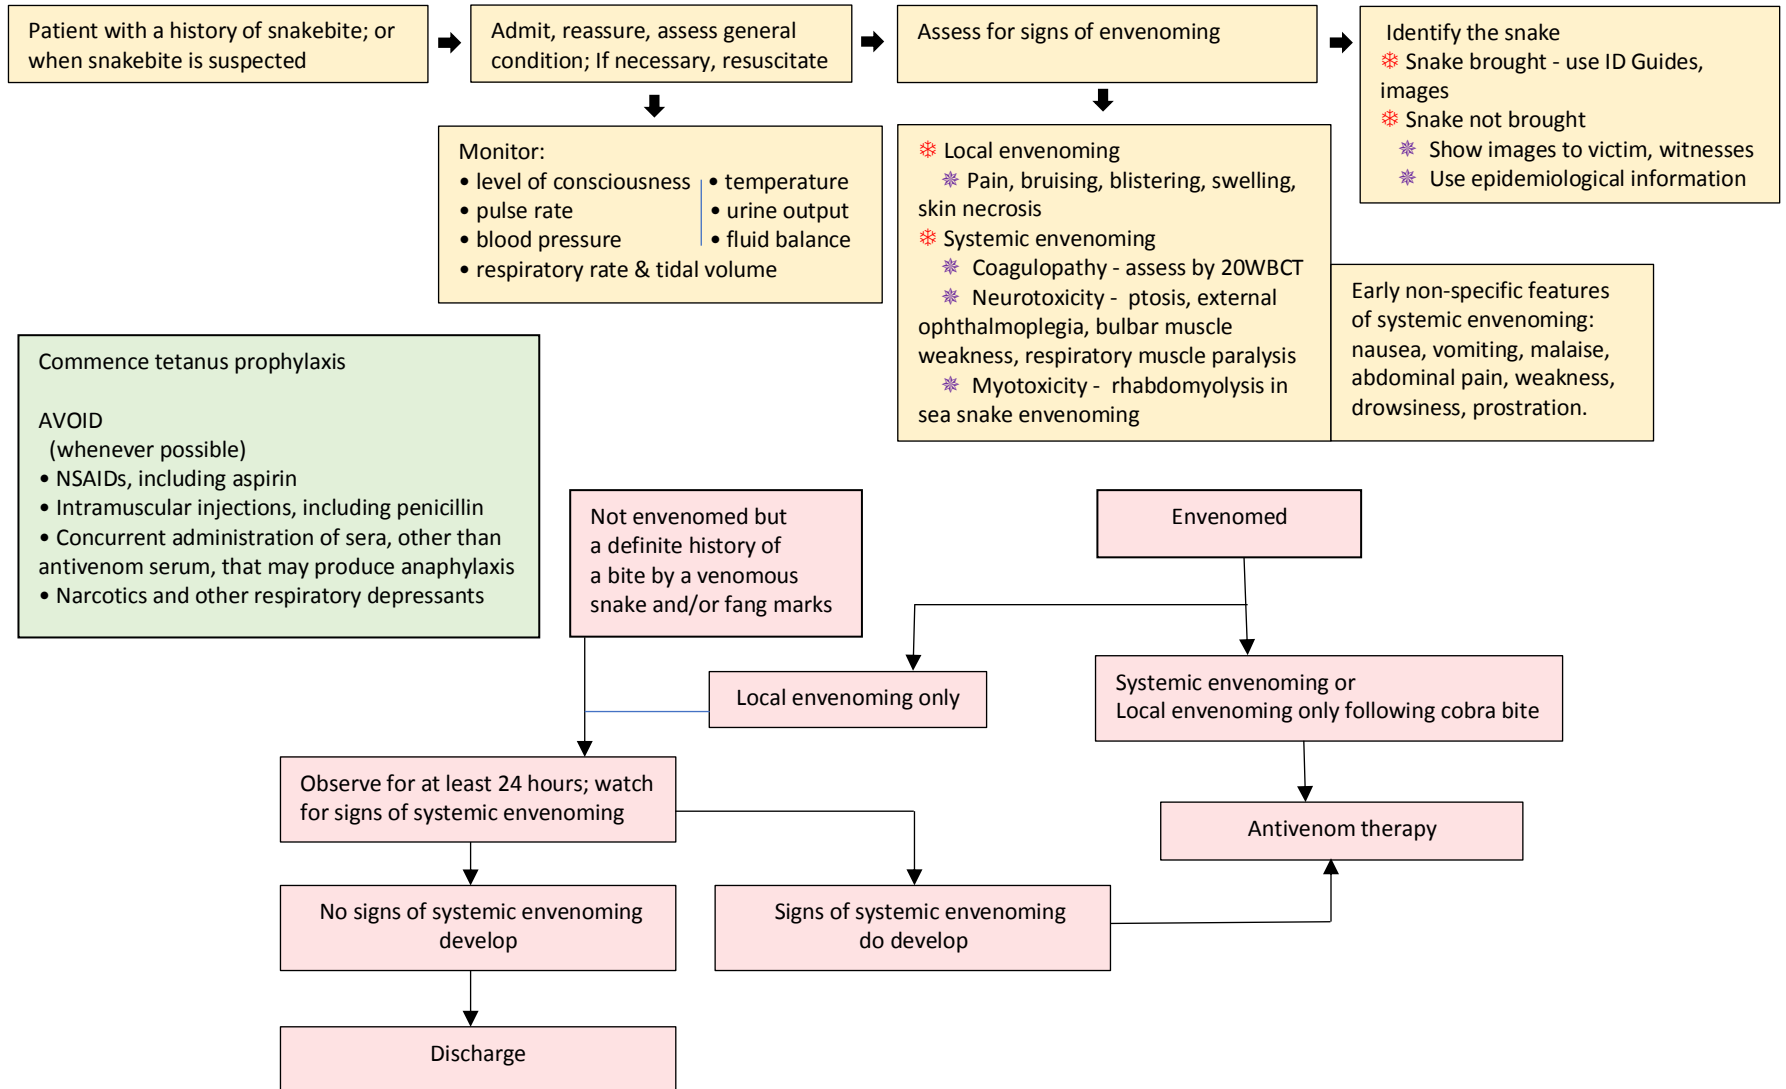 Patient with a history of snakebite; or
when snakebite is suspected
Admit, reassure, assess general
condition; If necessary, resuscitate
Assess for signs of envenoming
Identify the snake
Snake brought - use ID Guides,
images
Snake not brought
Show images to victim, witnesses
Use epidemiological information
Monitor:
• level of consciousness
• pulse rate
• blood pressure
• respiratory rate & tidal volume
• temperature
• urine output
• fluid balance
Local envenoming
Pain, bruising, blistering, swelling,
skin necrosis
Systemic envenoming
Coagulopathy - assess by 20WBCT
Neurotoxicity - ptosis, external
ophthalmoplegia, bulbar muscle
weakness, respiratory muscle paralysis
Myotoxicity - rhabdomyolysis in
sea snake envenoming
Early non-specific features
of systemic envenoming:
nausea, vomiting, malaise,
abdominal pain, weakness,
drowsiness, prostration.
Commence tetanus prophylaxis
AVOID
(whenever possible)
• NSAIDs, including aspirin
• Intramuscular injections, including penicillin
• Concurrent administration of sera, other than
antivenom serum, that may produce anaphylaxis
• Narcotics and other respiratory depressants
Not envenomed but
a definite history of
a bite by a venomous
snake and/or fang marks
Envenomed
Local envenoming only
Systemic envenoming or
Local envenoming only following cobra bite
Observe for at least 24 hours; watch
for signs of systemic envenoming
Antivenom therapy
No signs of systemic envenoming
develop
Signs of systemic envenoming
do develop
Discharge